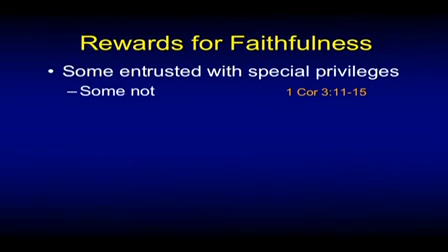 Rewards for Faithfulness
• Some entrusted with special privileges
– Some not 1 Cor 3:11-15